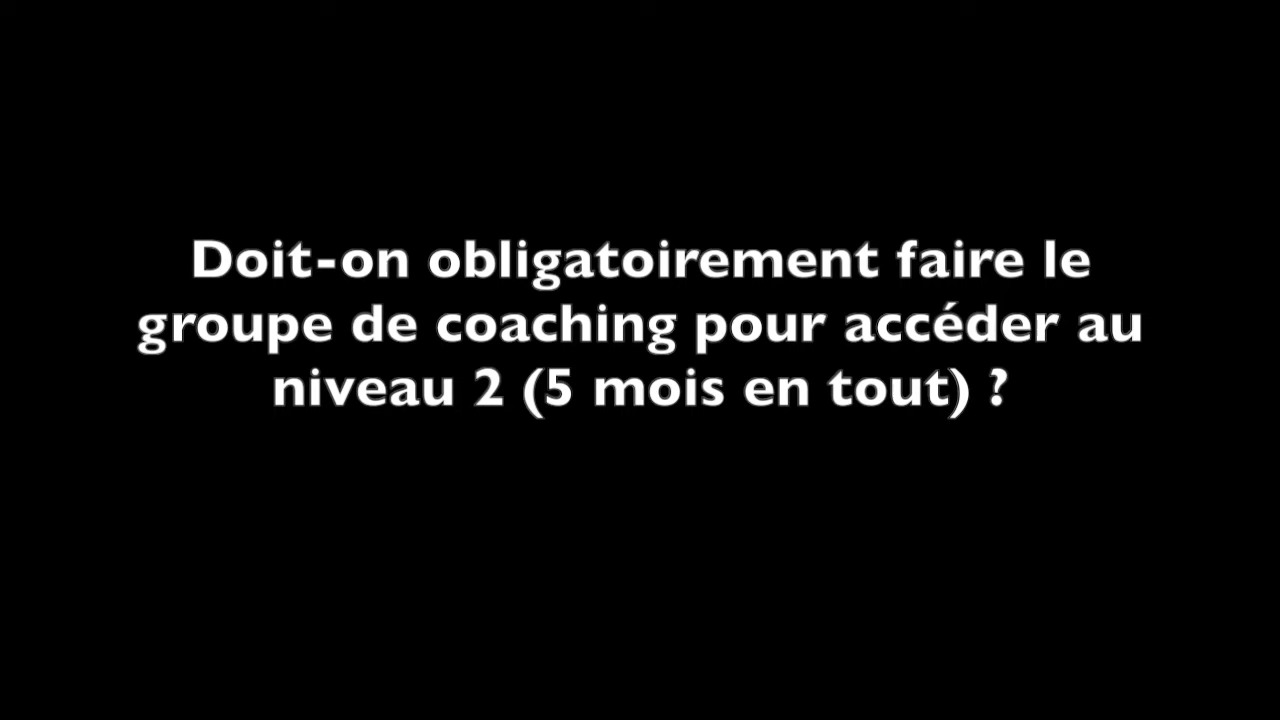 Doit-on obligatoirement faire le
groupe de coaching pour accéder au
niveau 2 (5 mois en tout) ?